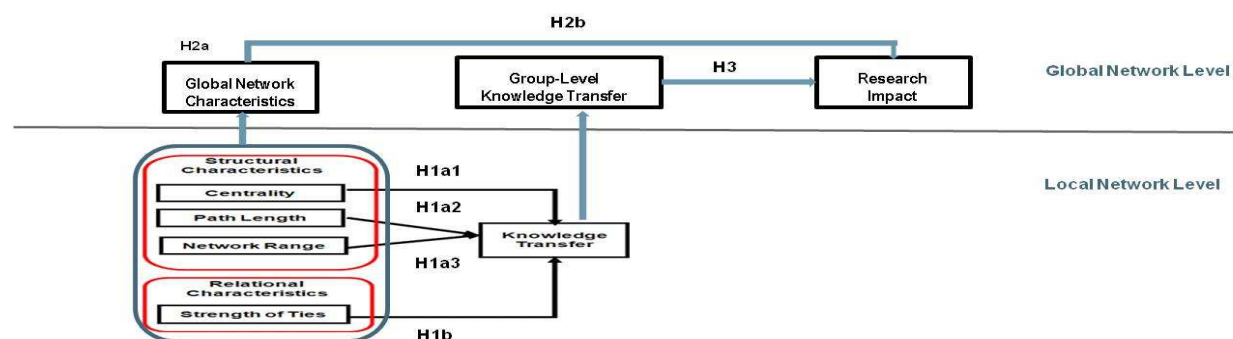 H2b
H2a
Global Network
Characteristics
Group-Level
Knowledge Transfer
H3
Research
Impact
Global Network Level
Structural
Characteristics
Centrality
Path Length
Network Range
H1a1
H1a2
H1a3
Knowledge
Transfer
Local Network Level
Relational
Characteristics
Strength of Ties
H1b